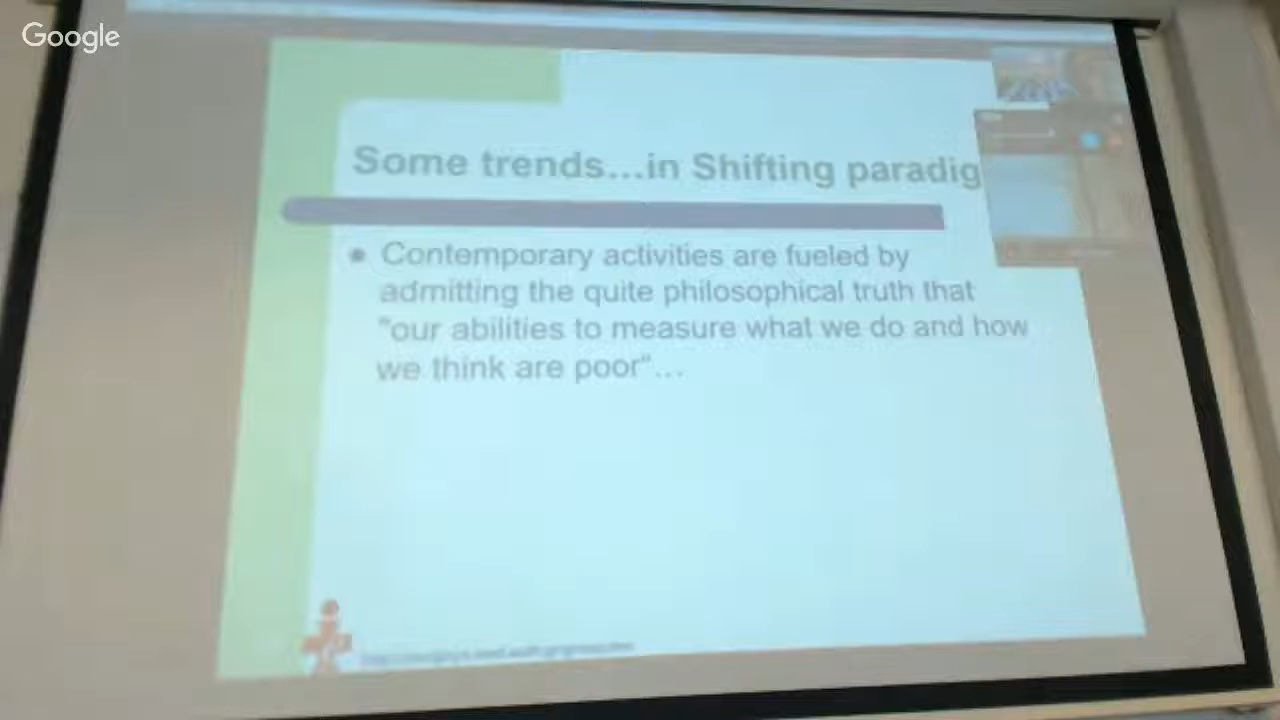 Google
Some trends...in Shifting paradig
• Contemporary activities are fueled by
admitting the quite philosophical truth that
"our abilities to measure what we do and how
we think are poor"...